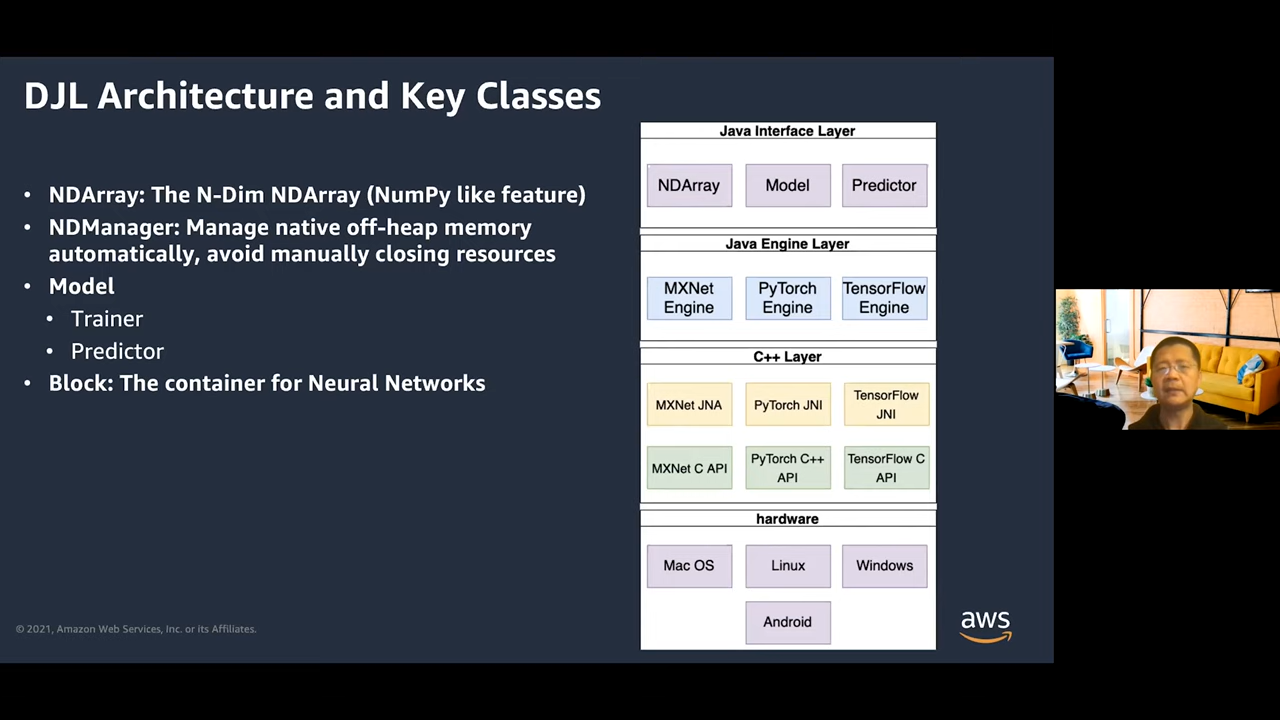 DJL Architecture and Key Classes
• NDArray: The N-Dim NDArray (NumPy like feature)
• NDManager: Manage native off-heap memory
automatically, avoid manually closing resources
• Model
• Trainer
• Predictor
• Block: The container for Neural Networks
Java Interface Layer
NDArray
Model
Predictor
Java Engine Layer
MXNet
Engine
PyTorch
Engine
TensorFlow
Engine
C++ Layer
MXNet JNA
PyTorch JNI
TensorFlow
JNI
MXNet C API
PyTorch C++
API
TensorFlow C
API
hardware
Mac OS
Linux
Windows
Android
© 2021, Amazon Web Services, Inc. or its Affiliates.
aws